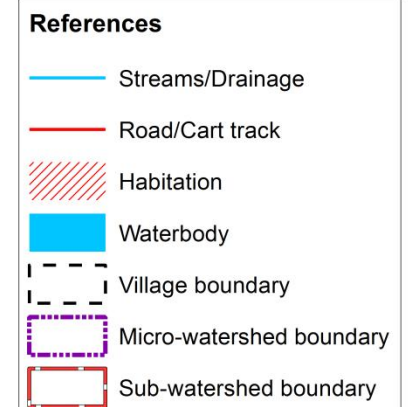 References
Streams/Drainage
Road/Cart track
Habitation
Waterbody
Village boundary
Micro-watershed boundary
Sub-watershed boundary